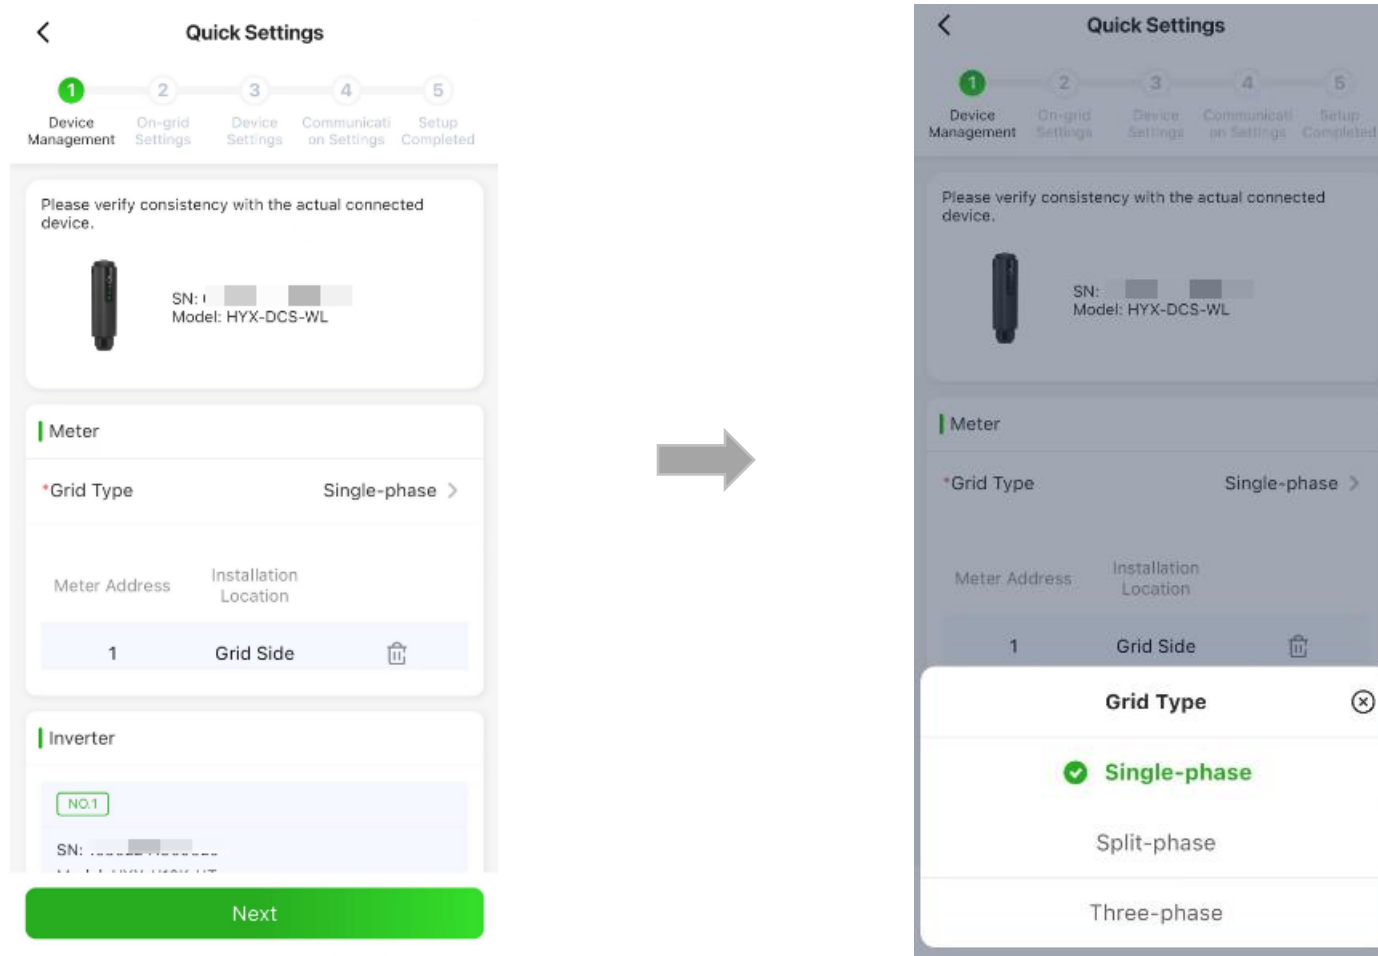 Quick Settings
1 2 3 4 5
Device Management
On-grid Settings
Device Settings
Communicati on Settings
Setup Completed
Please verify consistency with the actual connected
device.
SN:
Model: HYX-DCS-WL
Meter
*Grid Type Single-phase
Meter Address
Installation
Location
1 Grid Side
Inverter
NO.1
SN:
Next
Quick Settings
1 2 3 4 5
Device Management
On-grid Settings
Device Settings
Communicati on Settings
Setup Completed
Please verify consistency with the actual connected
device.
SN:
Model: HYX-DCS-WL
Meter
*Grid Type Single-phase
Meter Address
Installation
Location
1 Grid Side
Grid Type
Single-phase
Split-phase
Three-phase